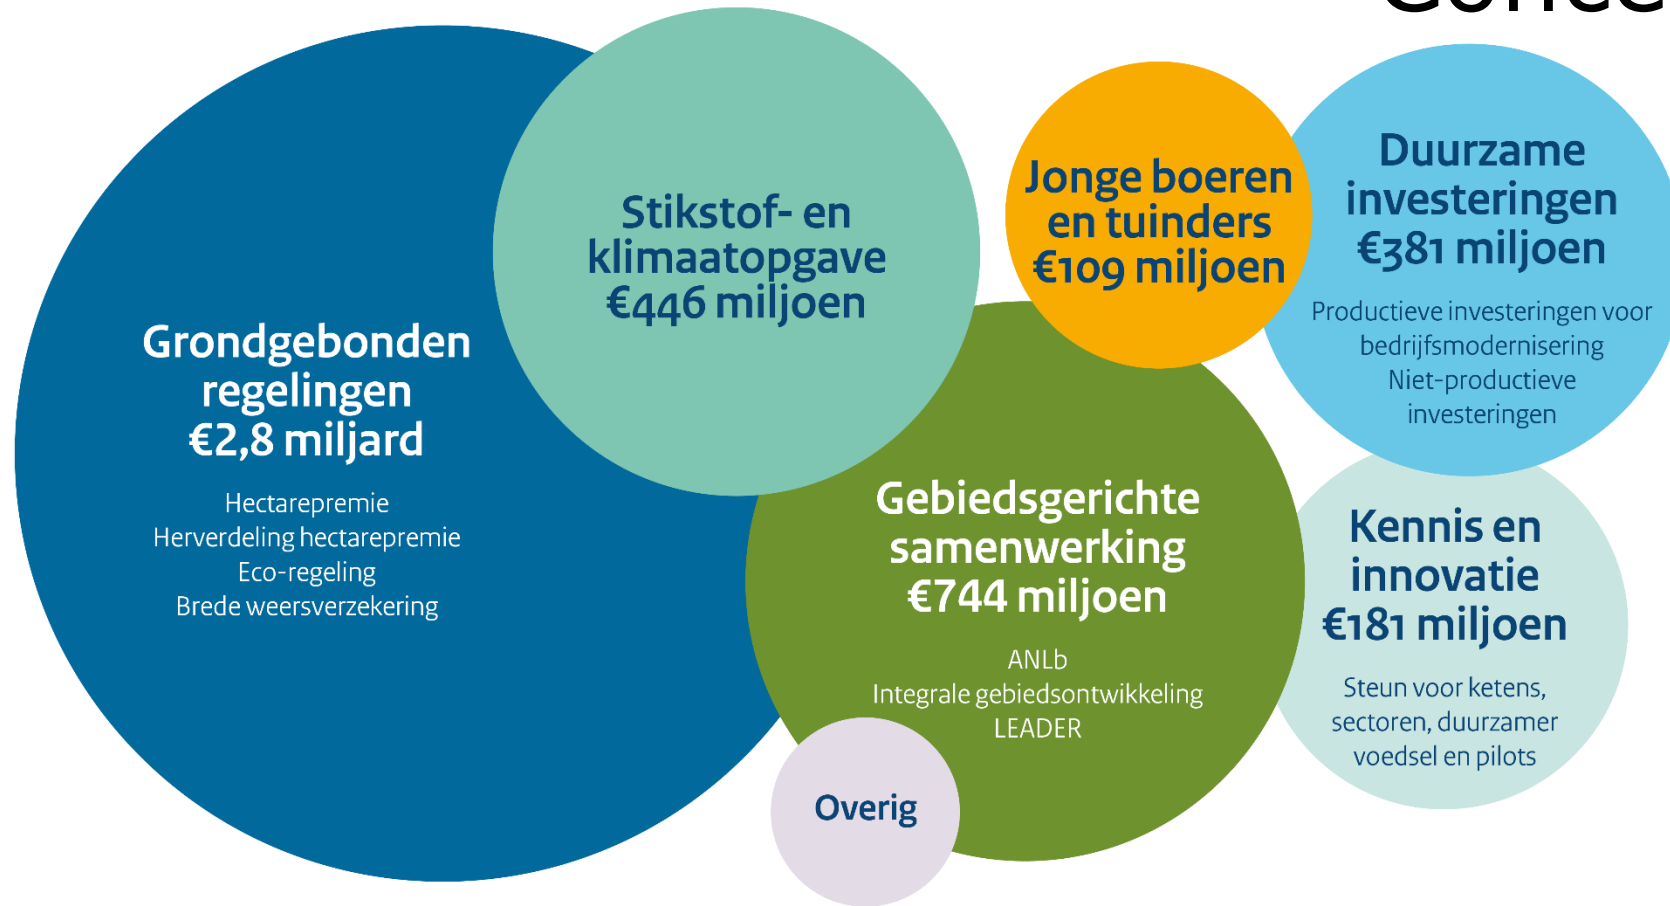 Grondgebonden
regelingen
€2,8 miljard
Hectarepremie
Herverdeling hectarepremie
Eco-regeling
Brede weersverzekering
Stikstof- en
klimaatopgave
€446 miljoen
Gebiedsgerichte
samenwerking
€744 miljoen
ANLb
Integrale gebiedsontwikkeling
LEADER
Overig
Jonge boeren
en tuinders
€109 miljoen
Duurzame
investeringen
€381 miljoen
Productieve investeringen voor
bedrijfsmodernisering
Niet-productieve
investeringen
Kennis en
innovatie
€181 miljoen
Steun voor ketens,
sectoren, duurzamer
voedsel en pilots